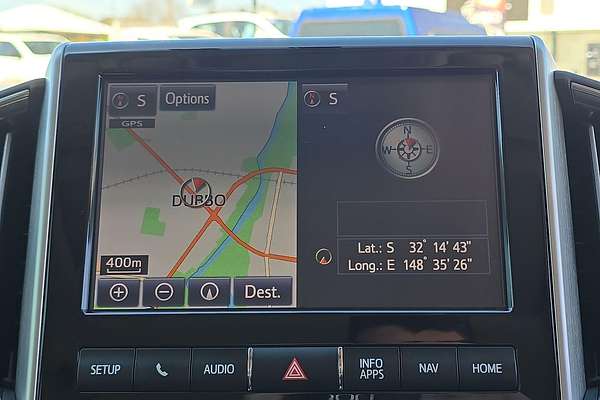 S Options
GPS
DUBBO
400m
Dest.
S
N
W E
S
Lat.: S 32° 14' 43"
Long.: E 148° 35' 26"
SETUP AUDIO INFO APPS NAV HOME